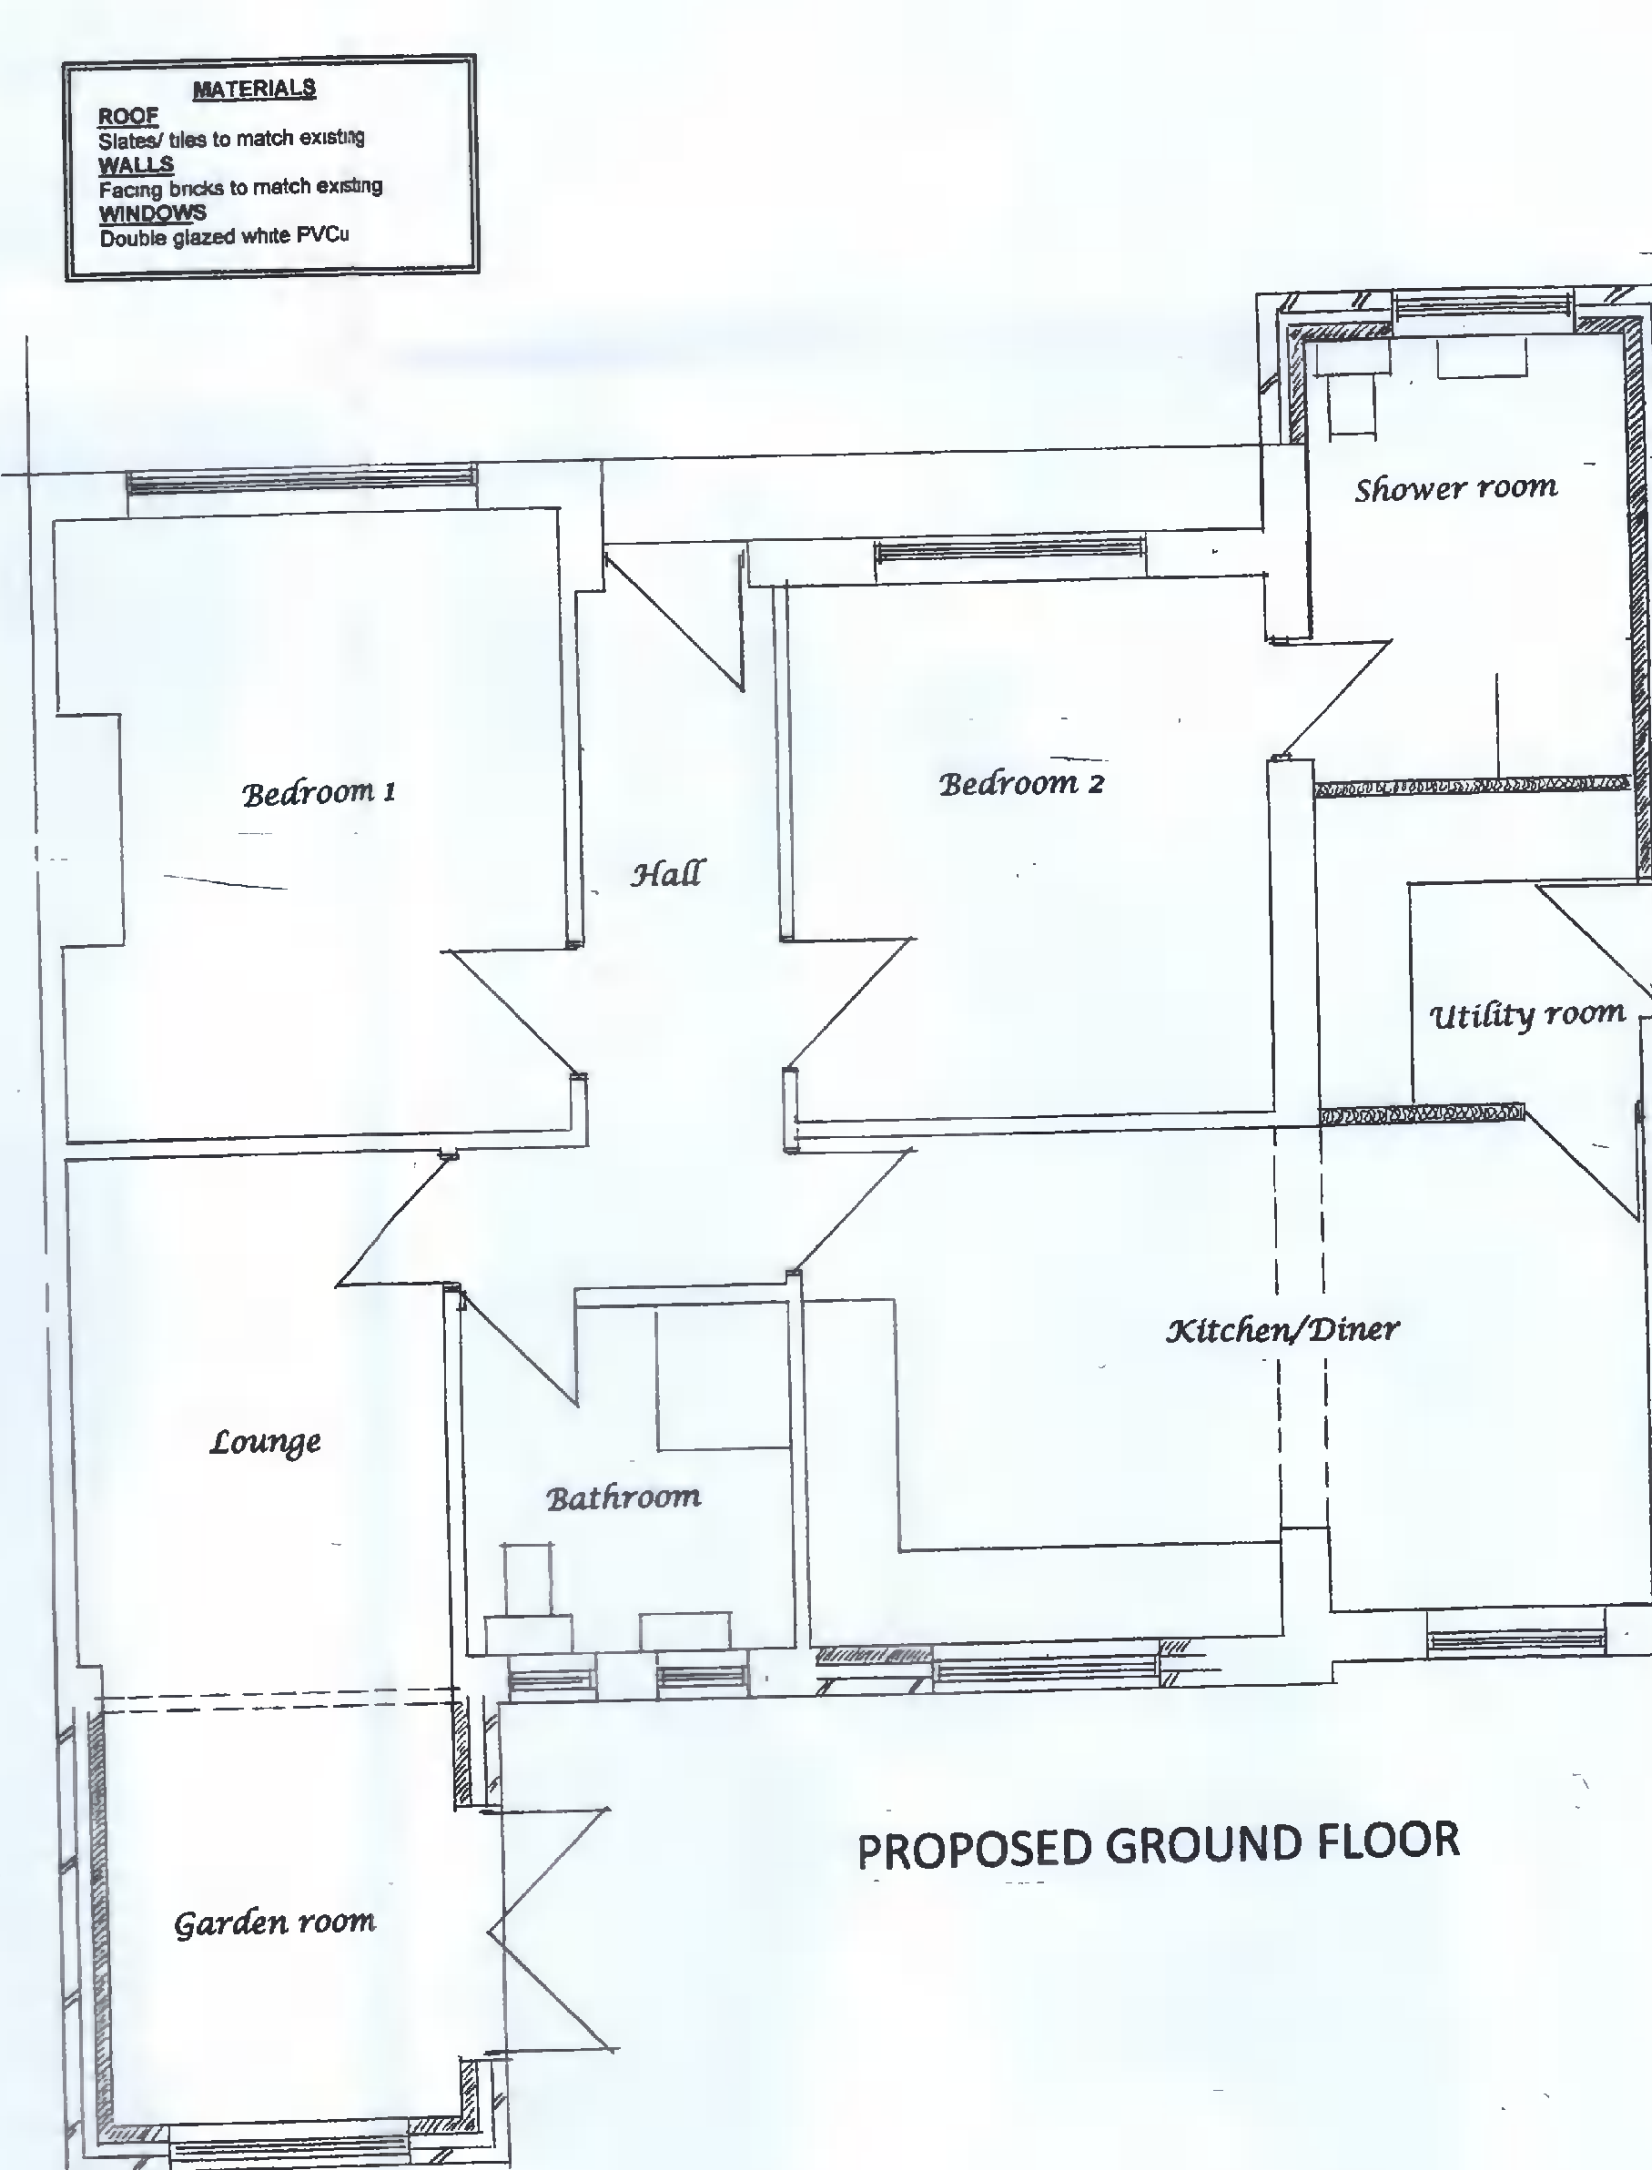 MATERIALS
ROOF
Slates/ tiles to match existing
WALLS
Facing bricks to match existing
WINDOWS
Double glazed white PVCu
Shower room
Bedroom 1
Bedroom 2
Hall
Utility room
Kitchen/Diner
Lounge
Bathroom
PROPOSED GROUND FLOOR
Garden room